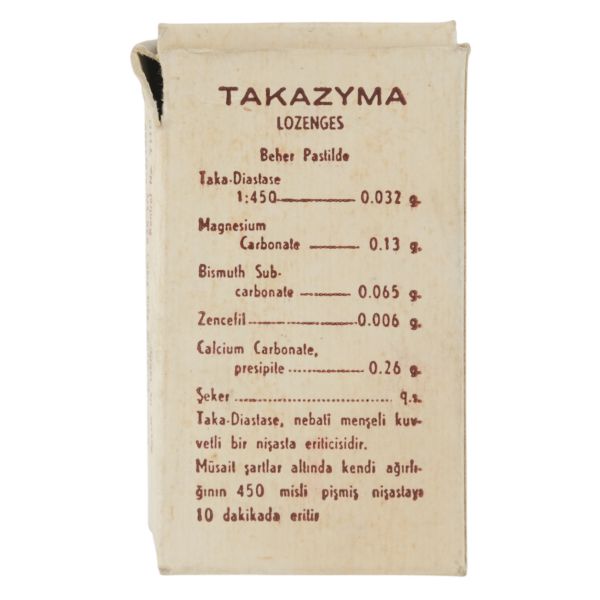 TAKAZYMA
LOZENGES
Beher Pastilde
Taka-Diastase
1:450 0.032 g.
Magnesium
Carbonate 0.13 g.
Bismuth Sub-
carbonate 0.065 g.
Zencefil 0.006 g.
Calcium Carbonate,
presipite 0.26 g.
Şeker q.s.
Taka-Diastase, nebatî menşeli kuv-
vetli bir nişasta eriticisidir.
Müsait şartlar altında kendi ağırlı-
ğının 450 misli pişmiş nişastayı
10 dakikada eritir